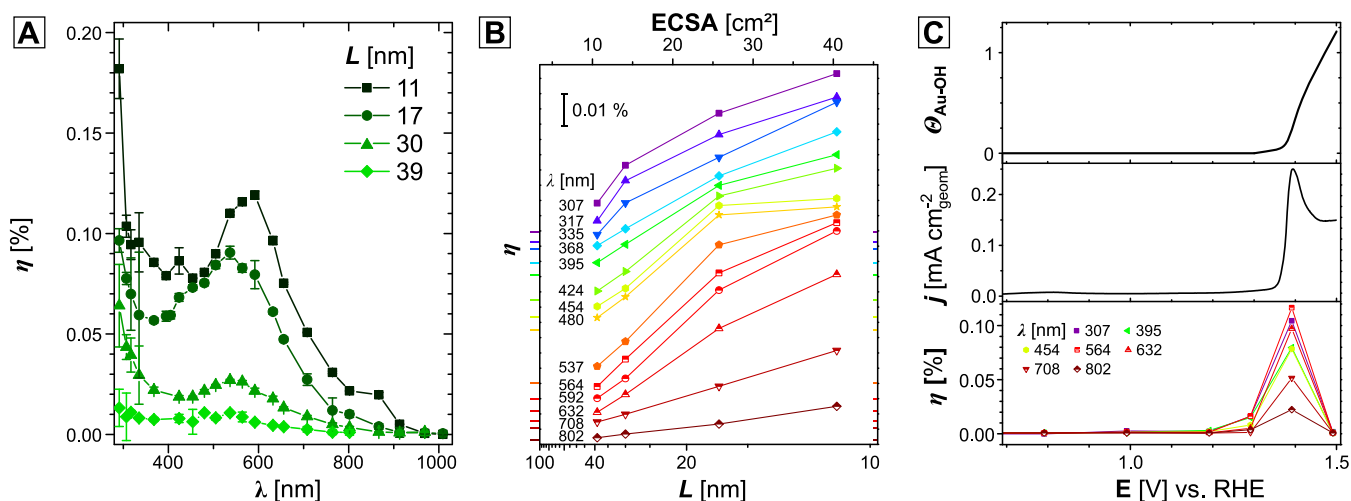 A
0.20
0.15
0.10
0.05
0.00
η [%]
400
600
800
1000
λ [nm]
L [nm]
11
17
30
39
B
ECSA [cm²]
10
20
30
40
0.01 %
η
λ [nm]
307
317
335
368
395
424
454
480
537
564
592
632
708
802
100
40
20
10
L [nm]
C
1
0
Θ Au-OH
0.2
0.1
0.0
j [mA cm⁻² geom]
0.10
0.05
0.00
η [%]
λ [nm] 307 395
454 564 632
708 802
1.0
1.5
E [V] vs. RHE